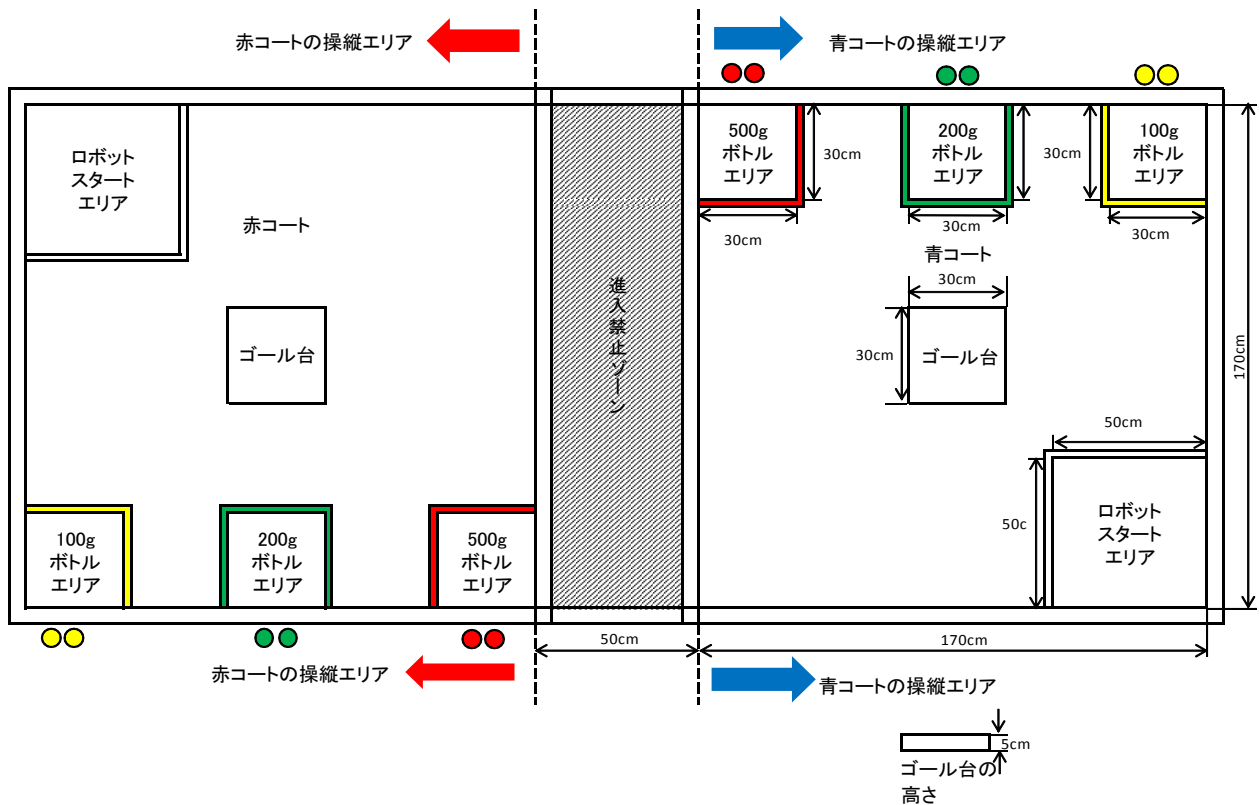 赤コートの操縦エリア
青コートの操縦エリア
ロボット
スタート
エリア
赤コート
ゴール台
100g
ボトル
エリア
200g
ボトル
エリア
500g
ボトル
エリア
赤コートの操縦エリア
進入禁止ゾーン
50cm
500g
ボトル
エリア
30cm
30cm
200g
ボトル
エリア
30cm
30cm
100g
ボトル
エリア
30cm
青コート
30cm
30cm
ゴール台
170cm
50cm
50c
ロボット
スタート
エリア
170cm
青コートの操縦エリア
5cm
ゴール台の
高さ